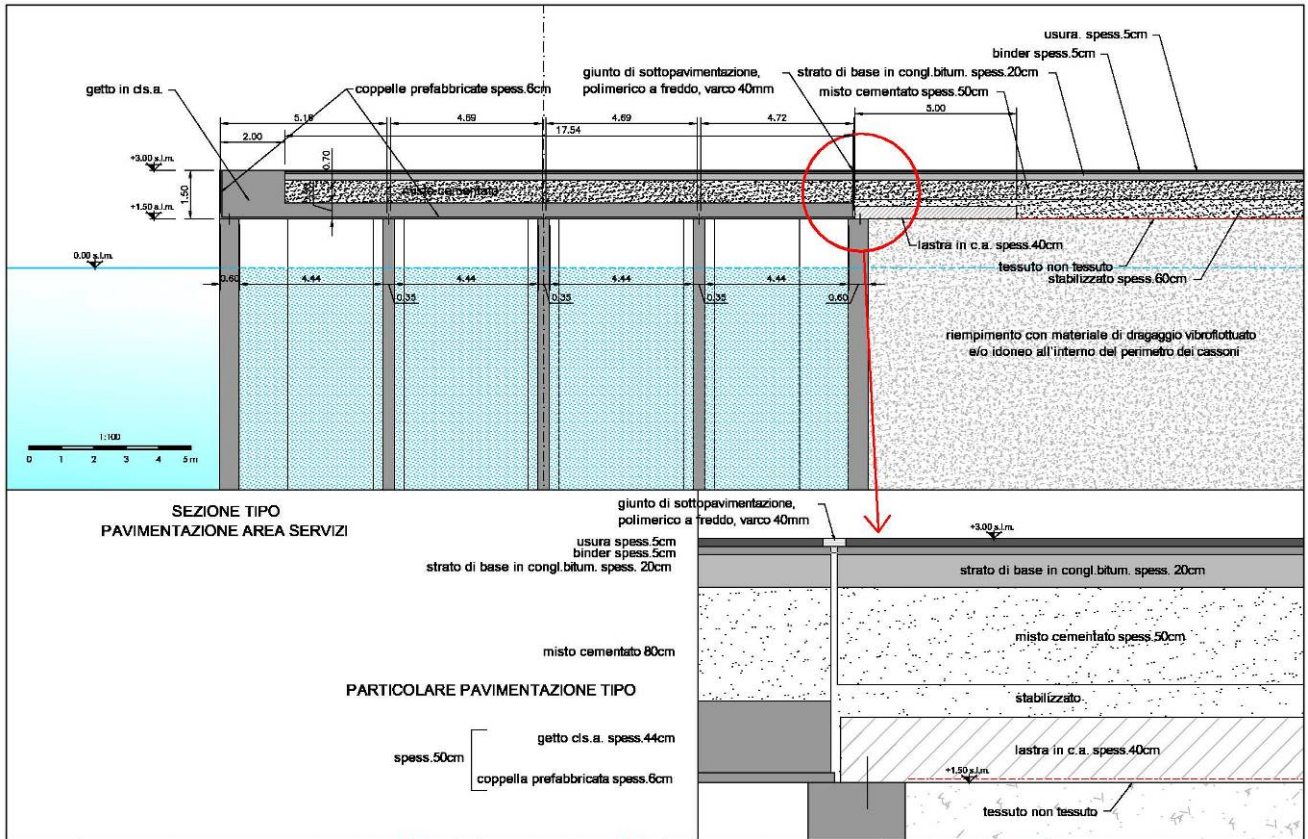 usura. spess.5cm
binder spess.5cm
giunto di sottopavimentazione,
polimerico a freddo, varco 40mm
strato di base in congl.bitum. spess.20cm
misto cementato spess.50cm
getto in cls.a.
coppelle prefabbricate spess.6cm
5.16
4.69
4.69
4.72
5.00
2.00
17.54
0.70
+3.00 s.l.m.
1.50
misto cementato
+1.50 s.l.m.
lastra in c.a. spess.40cm
0.00 s.l.m.
tessuto non tessuto
stabilizzato spess.60cm
0.60
4.44
4.44
4.44
4.44
0.60
0.35
0.35
0.35
riempimento con materiale di dragaggio vibroflottuato
e/o idoneo all'interno del perimetro dei cassoni
1:100
0 1 2 3 4 5 m
SEZIONE TIPO
PAVIMENTAZIONE AREA SERVIZI
giunto di sottopavimentazione,
polimerico a freddo, varco 40mm
+3.00 s.l.m.
usura spess.5cm
binder spess.5cm
strato di base in congl.bitum. spess. 20cm
strato di base in congl.bitum. spess. 20cm
misto cementato spess.50cm
misto cementato 80cm
PARTICOLARE PAVIMENTAZIONE TIPO
stabilizzato
getto cls.a. spess.44cm
spess.50cm
lastra in c.a. spess.40cm
coppella prefabbricata spess.6cm
+1.50 s.l.m.
tessuto non tessuto